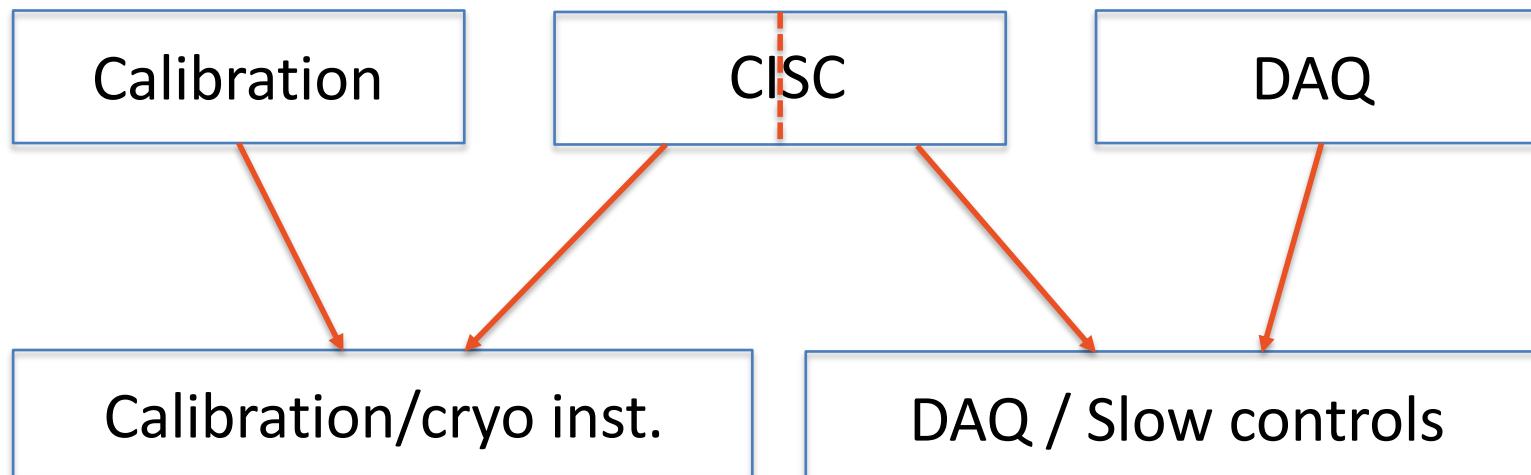 Calibration
CISC
DAQ
Calibration/cryo inst.
DAQ / Slow controls